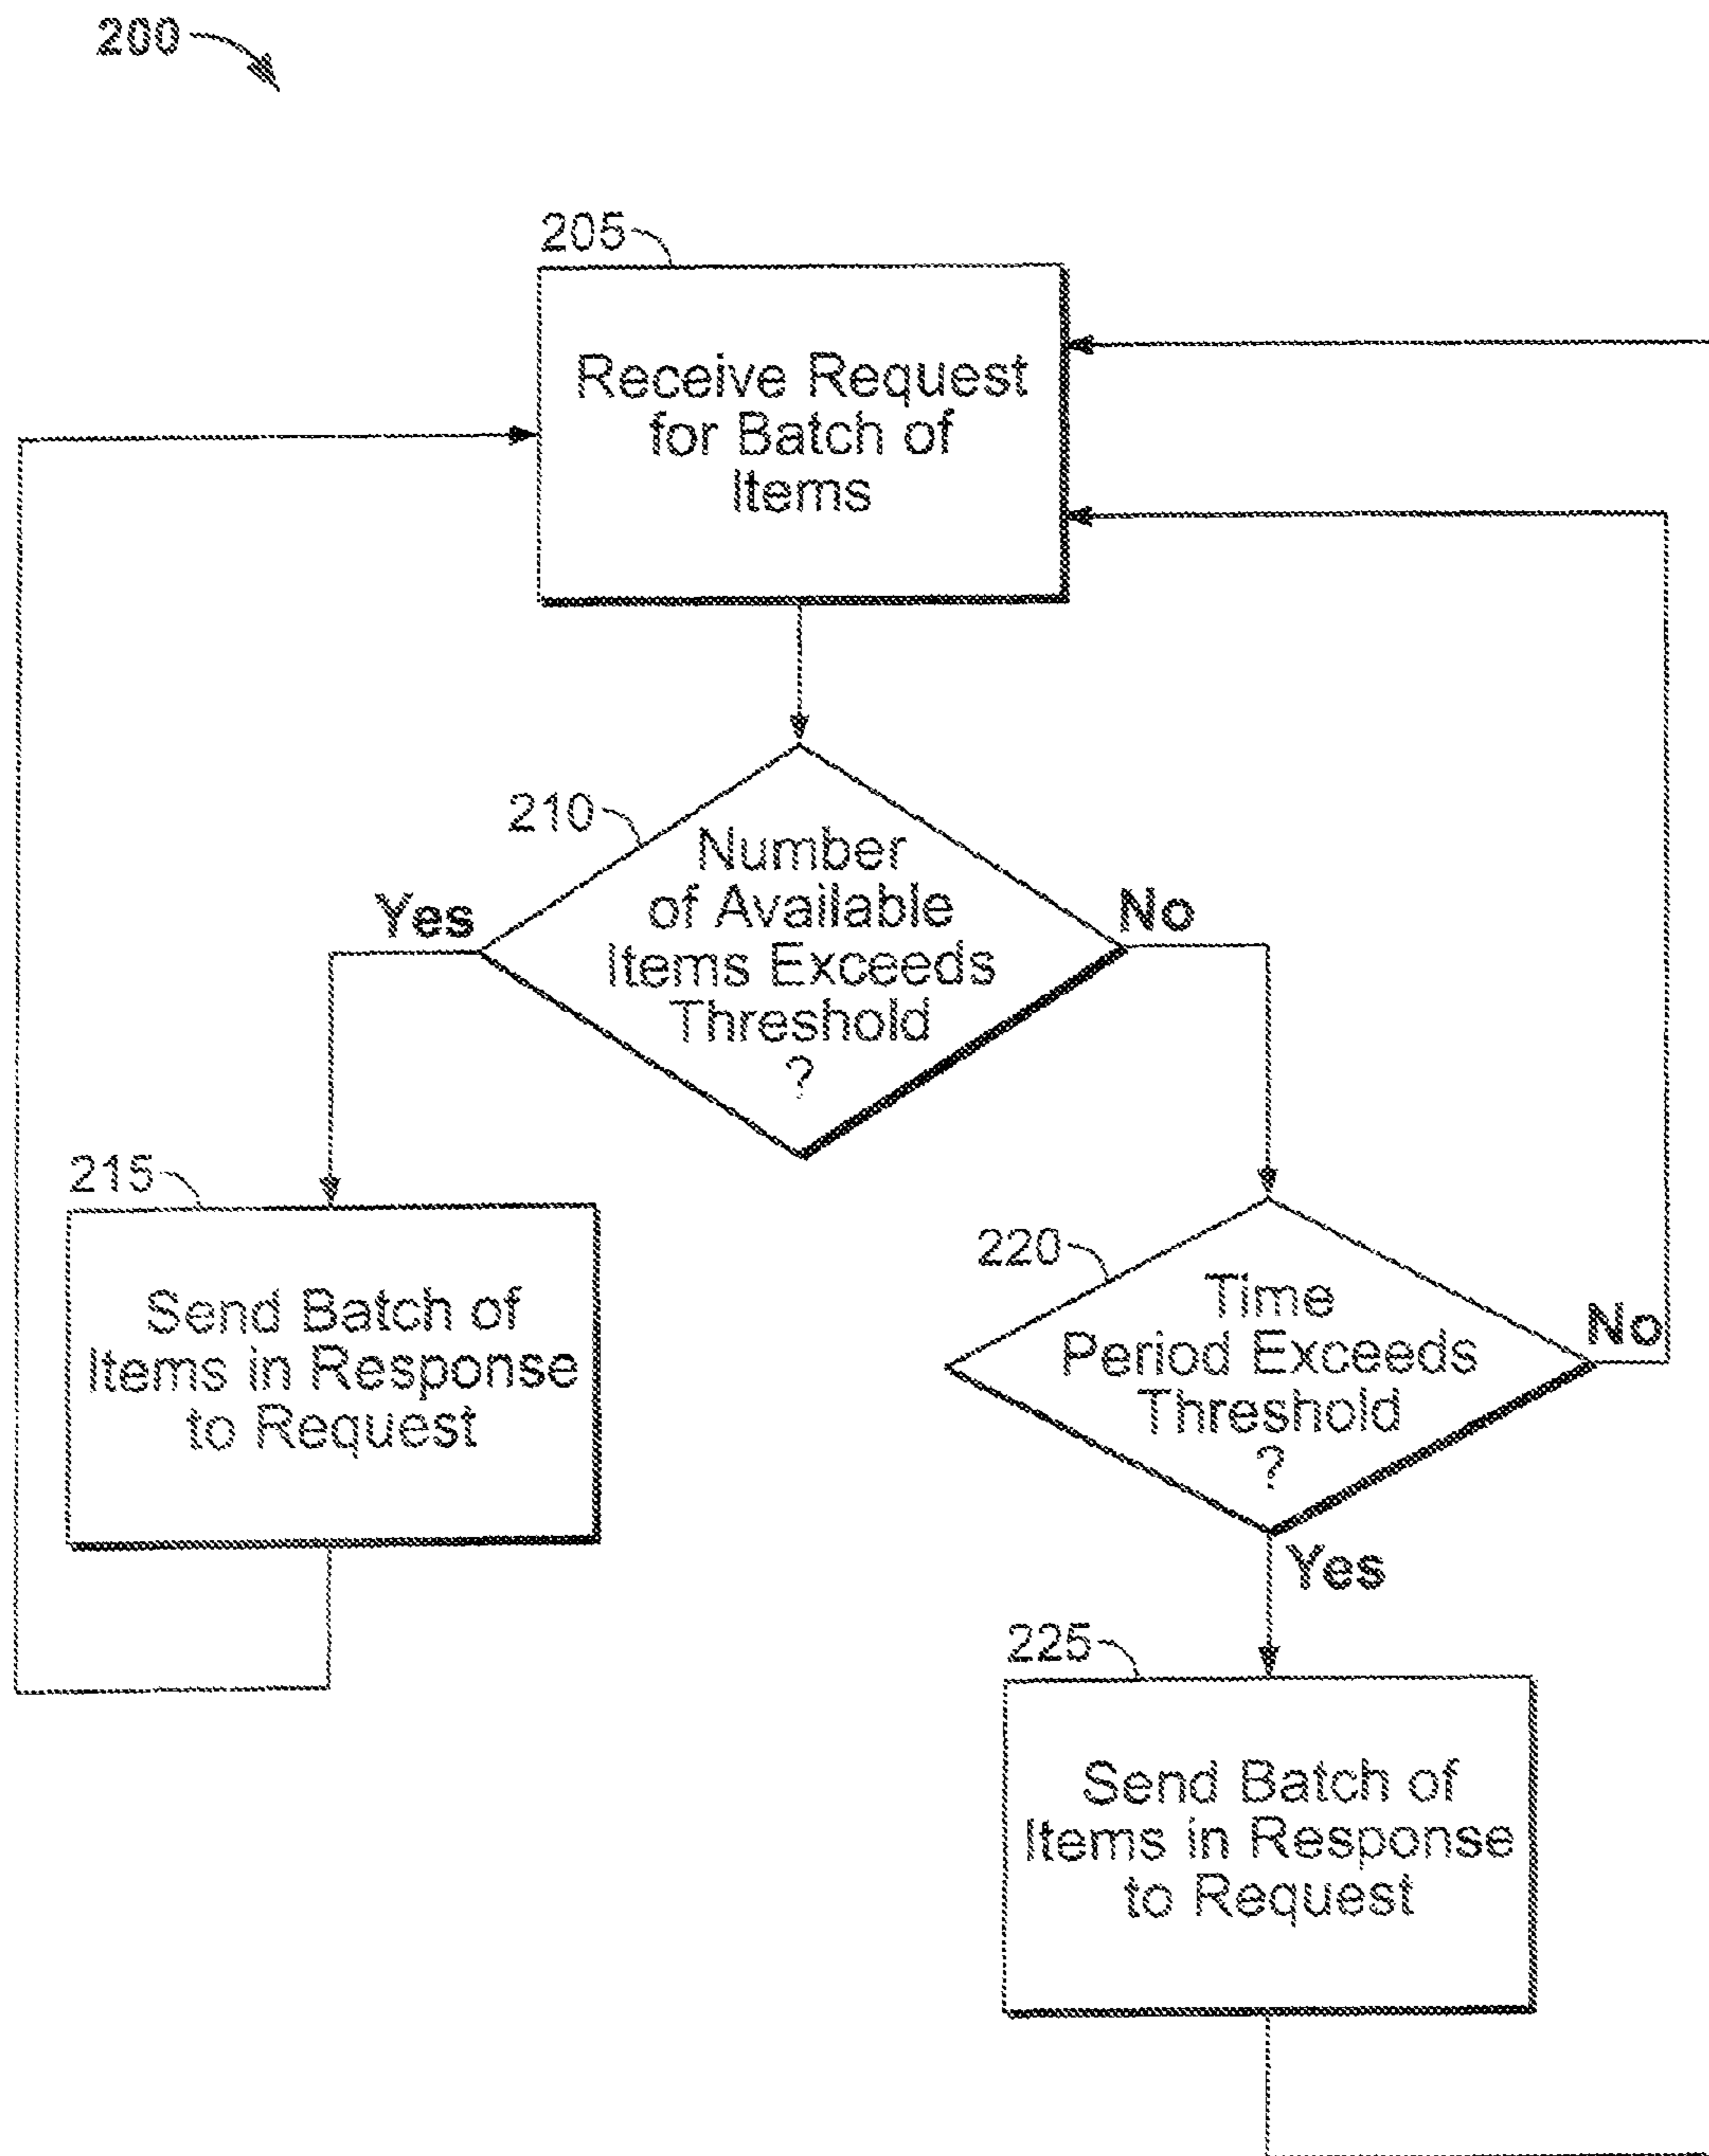 200
205
Receive Request
for Batch of
Items
210
Number
of Available
Items Exceeds
Threshold
?
Yes
No
215
Send Batch of
Items in Response
to Request
220
Time
Period Exceeds
Threshold
?
No
Yes
225
Send Batch of
Items in Response
to Request